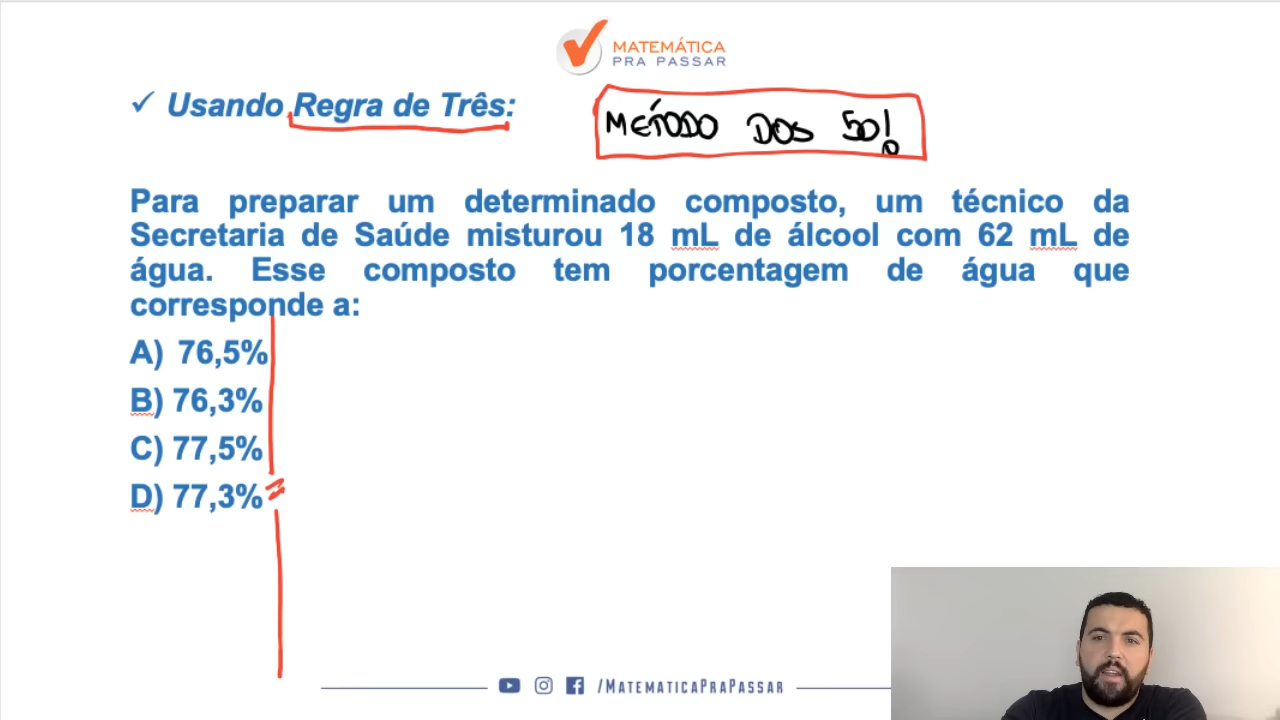 MATEMÁTICA
PRA PASSAR
✓ Usando Regra de Três:
MÉTODO DOS 50!
Para preparar um determinado composto, um técnico da
Secretaria de Saúde misturou 18 mL de álcool com 62 mL de
água. Esse composto tem porcentagem de água que
corresponde a:
A) 76,5%
B) 76,3%
C) 77,5%
D) 77,3%
/MATEMATICAPRAPASSAR